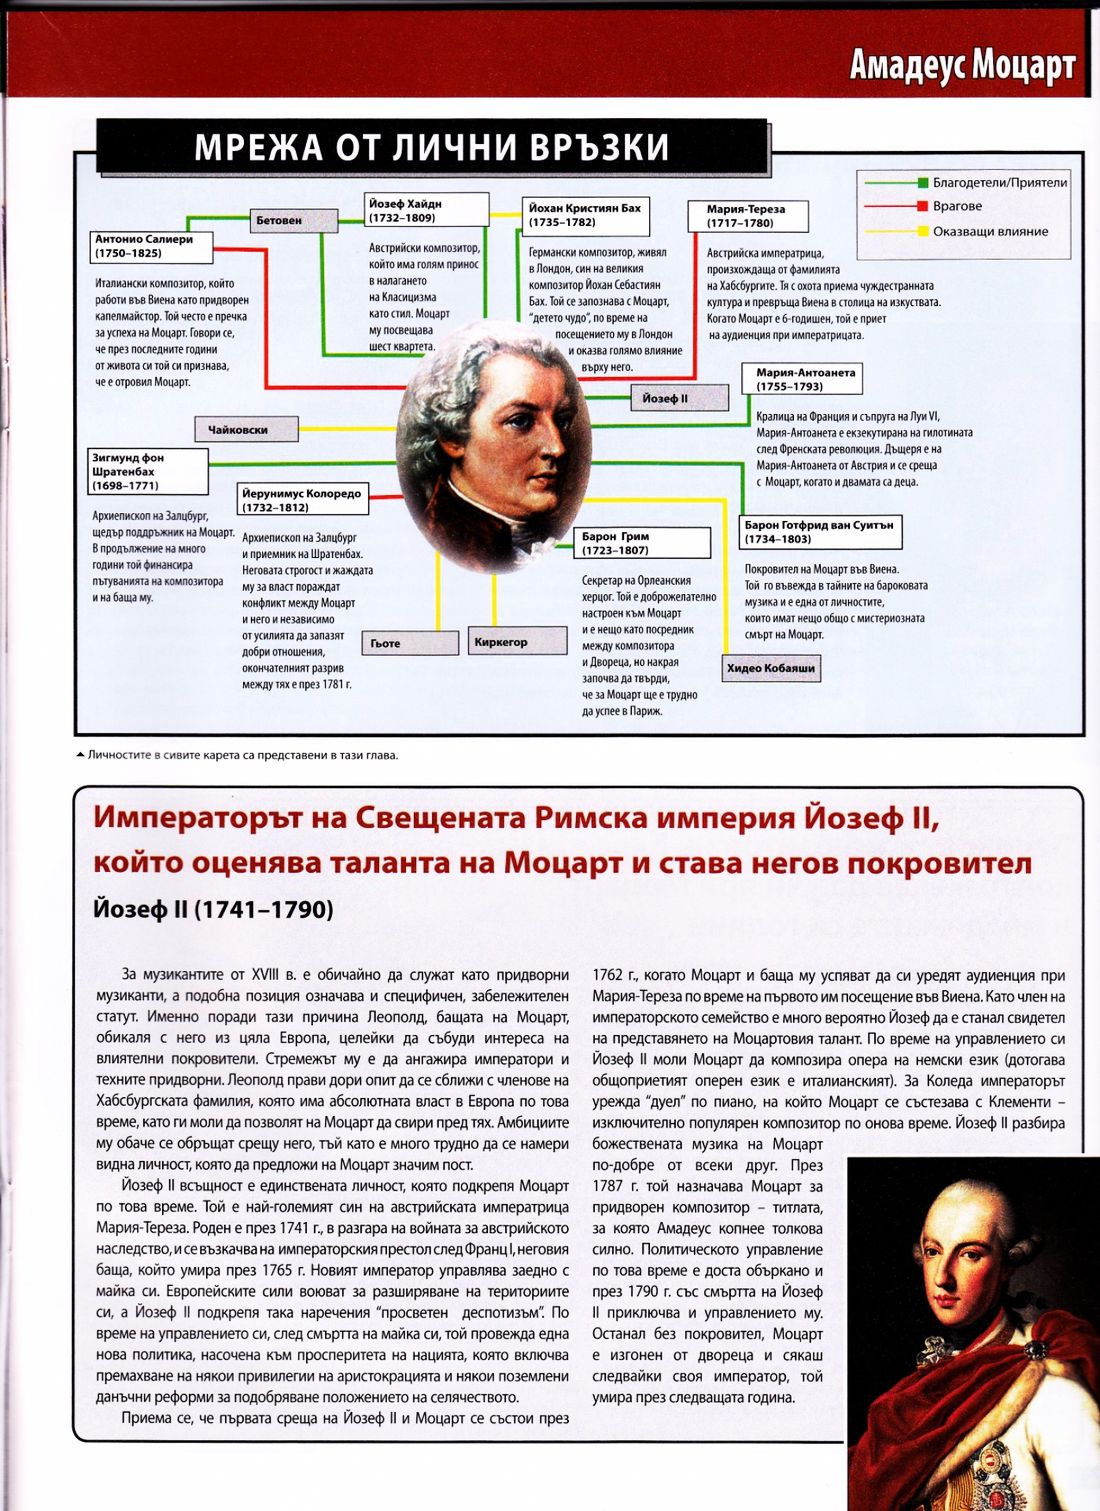 Амадеус Моцарт
МРЕЖА ОТ ЛИЧНИ ВРЪЗКИ
Благодетели/Приятели
Врагове
Оказващи влияние
Бетовен
Антонио Салиери
(1750–1825)
Италиански композитор, който
работи във Виена като придворен
капелмайстор. Той често е пречка
за успеха на Моцарт. Говори се,
че през последните години
от живота си той си признава,
че е отровил Моцарт.
Йозеф Хайдн
(1732–1809)
Австрийски композитор,
който има голям принос
в налагането
на Класицизма
като стил. Моцарт
му посвещава
шест квартета.
Йохан Кристиян Бах
(1735–1782)
Германски композитор, живял
в Лондон, син на великия
композитор Йохан Себастиян
Бах. Той се запознава с Моцарт,
“детето чудо”, по време на
посещението му в Лондон
и оказва голямо влияние
върху него.
Мария-Тереза
(1717–1780)
Австрийска императрица,
произхождаща от фамилията
на Хабсбургите. Тя с охота приема чуждестранната
култура и превръща Виена в столица на изкуствата.
Когато Моцарт е 6-годишен, той е приет
на аудиенция при императрицата.
Йозеф II
Мария-Антоанета
(1755–1793)
Кралица на Франция и съпруга на Луи VI,
Мария-Антоанета е екзекутирана на гилотината
след Френската революция. Дъщеря е на
Мария-Антоанета от Австрия и се среща
с Моцарт, когато и двамата са деца.
Чайковски
Зигмунд фон
Шратенбах
(1698–1771)
Архиепископ на Залцбург,
щедър поддръжник на Моцарт.
В продължение на много
години той финансира
пътуванията на композитора
и на баща му.
Йерунимус Колоредо
(1732–1812)
Архиепископ на Залцбург
и приемник на Шратенбах.
Неговата строгост и жаждата
му за власт пораждат
конфликт между Моцарт
и него и независимо
от усилията да запазят
добри отношения,
окончателният разрив
между тях е през 1781 г.
Гьоте
Киркегор
Барон Грим
(1723–1807)
Секретар на Орлеанския
херцог. Той е доброжелателно
настроен към Моцарт
и е нещо като посредник
между композитора
и Двореца, но накрая
започва да твърди,
че за Моцарт ще е трудно
да успее в Париж.
Барон Готфрид ван Суитън
(1734–1803)
Покровител на Моцарт във Виена.
Той го въвежда в тайните на бароковата
музика и е една от личностите,
които имат нещо общо с мистериозната
смърт на Моцарт.
Хидео Кобаяши
Личностите в сивите карета са представени в тази глава.
Императорът на Свещената Римска империя Йозеф II,
който оценява таланта на Моцарт и става негов покровител
Йозеф II (1741–1790)
За музикантите от XVIII в. е обичайно да служат като придворни
музиканти, а подобна позиция означава и специфичен, забележителен
статут. Именно поради тази причина Леополд, бащата на Моцарт,
обикаля с него из цяла Европа, целейки да събуди интереса на
влиятелни покровители. Стремежът му е да ангажира императори и
техните придворни. Леополд прави дори опит да се сближи с членове на
Хабсбургската фамилия, която има абсолютната власт в Европа по това
време, като ги моли да позволят на Моцарт да свири пред тях. Амбициите
му обаче се обръщат срещу него, тъй като е много трудно да се намери
видна личност, която да предложи на Моцарт значим пост.
Йозеф II всъщност е единствената личност, която подкрепя Моцарт
по това време. Той е най-големият син на австрийската императрица
Мария-Тереза. Роден е през 1741 г., в разгара на войната за австрийското
наследство, и се възкачва на императорския престол след Франц I, неговия
баща, който умира през 1765 г. Новият император управлява заедно с
майка си. Европейските сили воюват за разширяване на териториите
си, а Йозеф II подкрепя така наречения “просветен деспотизъм”. По
време на управлението си, след смъртта на майка си, той провежда една
нова политика, насочена към просперитета на нацията, която включва
премахване на някои привилегии на аристокрацията и някои поземлени
данъчни реформи за подобряване положението на селячеството.
Приема се, че първата среща на Йозеф II и Моцарт се състои през
1762 г., когато Моцарт и баща му успяват да си уредят аудиенция при
Мария-Тереза по време на първото им посещение във Виена. Като член на
императорското семейство е много вероятно Йозеф да е станал свидетел
на представянето на Моцартовия талант. По време на управлението си
Йозеф II моли Моцарт да композира опера на немски език (дотогава
общоприетият оперен език е италианският). За Коледа императорът
урежда “дуел” по пиано, на който Моцарт се състезава с Клементи –
изключително популярен композитор по онова време. Йозеф II разбира
божествената музика на Моцарт
по-добре от всеки друг. През
1787 г. той назначава Моцарт за
придворен композитор – титлата,
за която Амадеус копнее толкова
силно. Политическото управление
по това време е доста объркано и
през 1790 г. със смъртта на Йозеф
II приключва и управлението му.
Останал без покровител, Моцарт
е изгонен от двореца и сякаш
следвайки своя император, той
умира през следващата година.